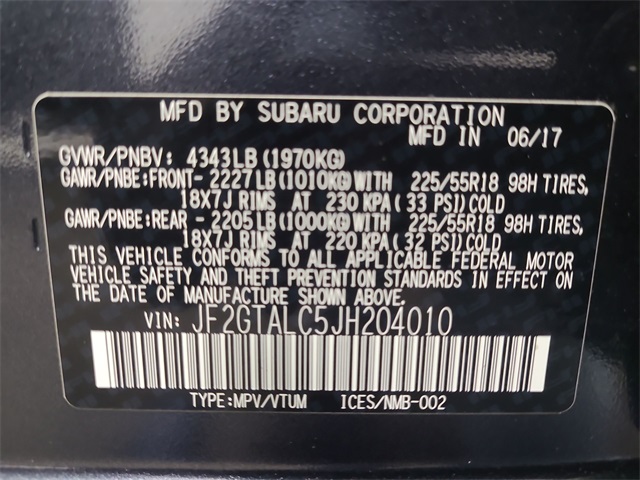 MFD BY SUBARU CORPORATION
MFD IN 06/17
GVWR/PNBV: 4343LB(1970KG)
GAWR/PNBE:FRONT-2227LB(1010KG)WITH 225/55R18 98H TIRES,
18X7J RIMS AT 230 KPA(33 PSI)COLD
GAWR/PNBE:REAR -2205LB(1000KG)WITH 225/55R18 98H TIRES,
18X7J RIMS AT 220 KPA(32 PSI)COLD
THIS VEHICLE CONFORMS TO ALL APPLICABLE FEDERAL MOTOR
VEHICLE SAFETY AND THEFT PREVENTION STANDARDS IN EFFECT ON
THE DATE OF MANUFACTURE SHOWN ABOVE.
VIN: JF2GTALC5JH204010
TYPE:MPV/VTUM ICES/NMB-002